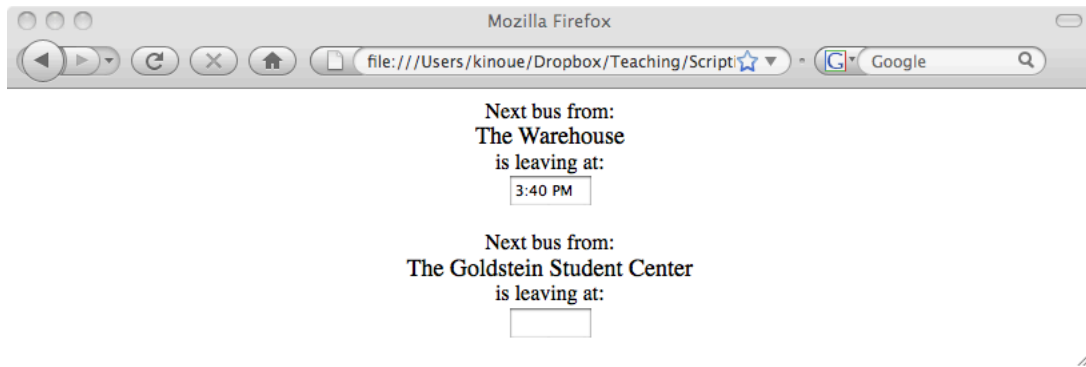 Mozilla Firefox
file:///Users/kinoue/Dropbox/Teaching/Scripti
G Google
Next bus from:
The Warehouse
is leaving at:
3:40 PM
Next bus from:
The Goldstein Student Center
is leaving at: